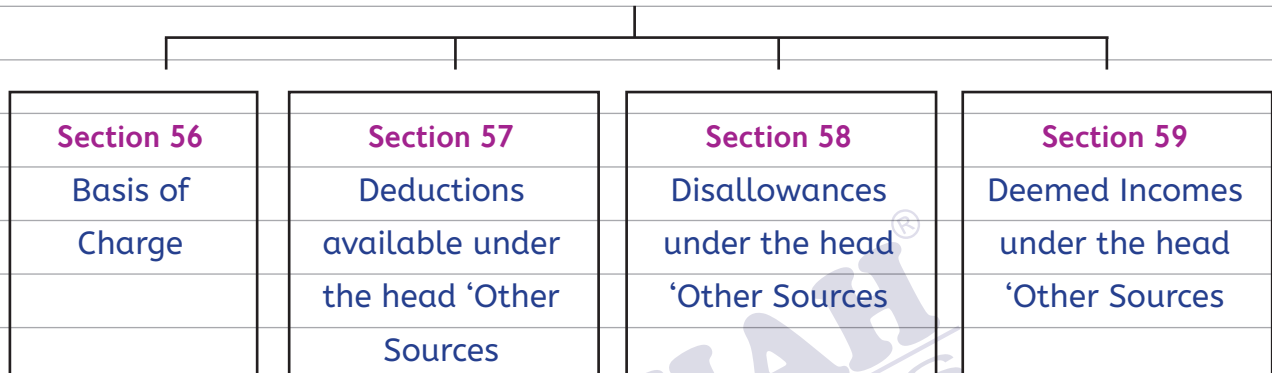 Section 56
Basis of
Charge
Section 57
Deductions
available under
the head ‘Other
Sources
Section 58
Disallowances
under the head
‘Other Sources
Section 59
Deemed Incomes
under the head
‘Other Sources
®